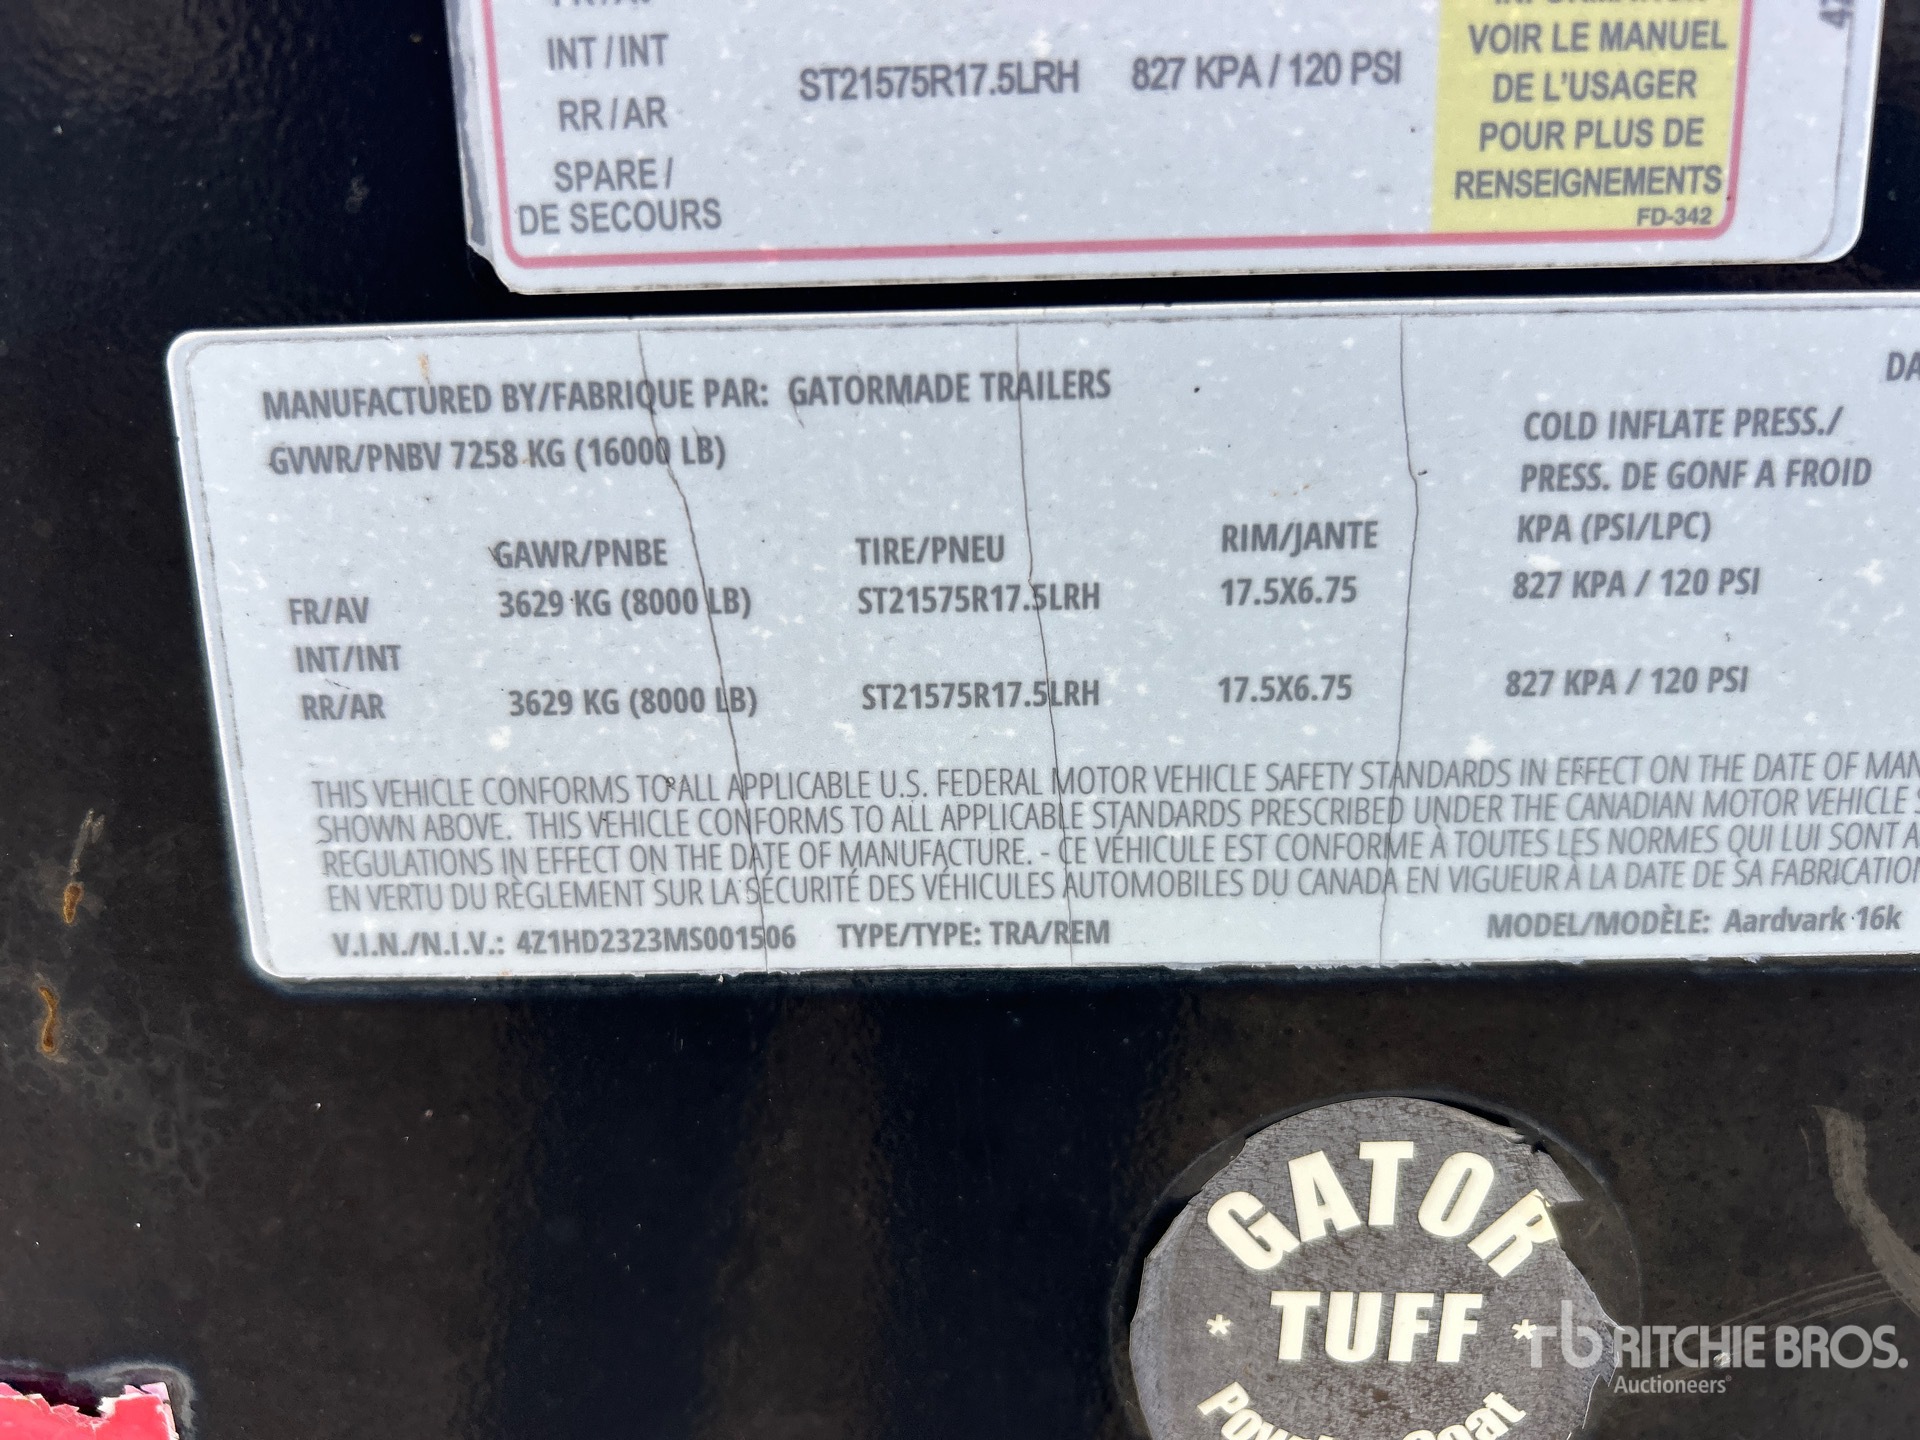 INT / INT
RR / AR
SPARE /
DE SECOURS
ST21575R17.5LRH 827 KPA / 120 PSI
VOIR LE MANUEL
DE L'USAGER
POUR PLUS DE
RENSEIGNEMENTS
FD-342
MANUFACTURED BY/FABRIQUE PAR: GATORMADE TRAILERS
GVWR/PNBV 7258 KG (16000 LB)
COLD INFLATE PRESS./
PRESS. DE GONF A FROID
KPA (PSI/LPC)
GAWR/PNBE TIRE/PNEU RIM/JANTE
FR/AV 3629 KG (8000 LB) ST21575R17.5LRH 17.5X6.75 827 KPA / 120 PSI
INT/INT
RR/AR 3629 KG (8000 LB) ST21575R17.5LRH 17.5X6.75 827 KPA / 120 PSI
THIS VEHICLE CONFORMS TO ALL APPLICABLE U.S. FEDERAL MOTOR VEHICLE SAFETY STANDARDS IN EFFECT ON THE DATE OF MAN
SHOWN ABOVE. THIS VEHICLE CONFORMS TO ALL APPLICABLE STANDARDS PRESCRIBED UNDER THE CANADIAN MOTOR VEHICLE S
REGULATIONS IN EFFECT ON THE DATE OF MANUFACTURE. - CE VÉHICULE EST CONFORME À TOUTES LES NORMES QUI LUI SONT A
EN VERTU DU RÈGLEMENT SUR LA SÉCURITÉ DES VÉHICULES AUTOMOBILES DU CANADA EN VIGUEUR À LA DATE DE SA FABRICATION
V.I.N./N.I.V.: 4Z1HD2323MS001506 TYPE/TYPE: TRA/REM MODEL/MODÈLE: Aardvark 16k
GATOR
* TUFF *
rb RITCHIE BROS.
Auctioneers